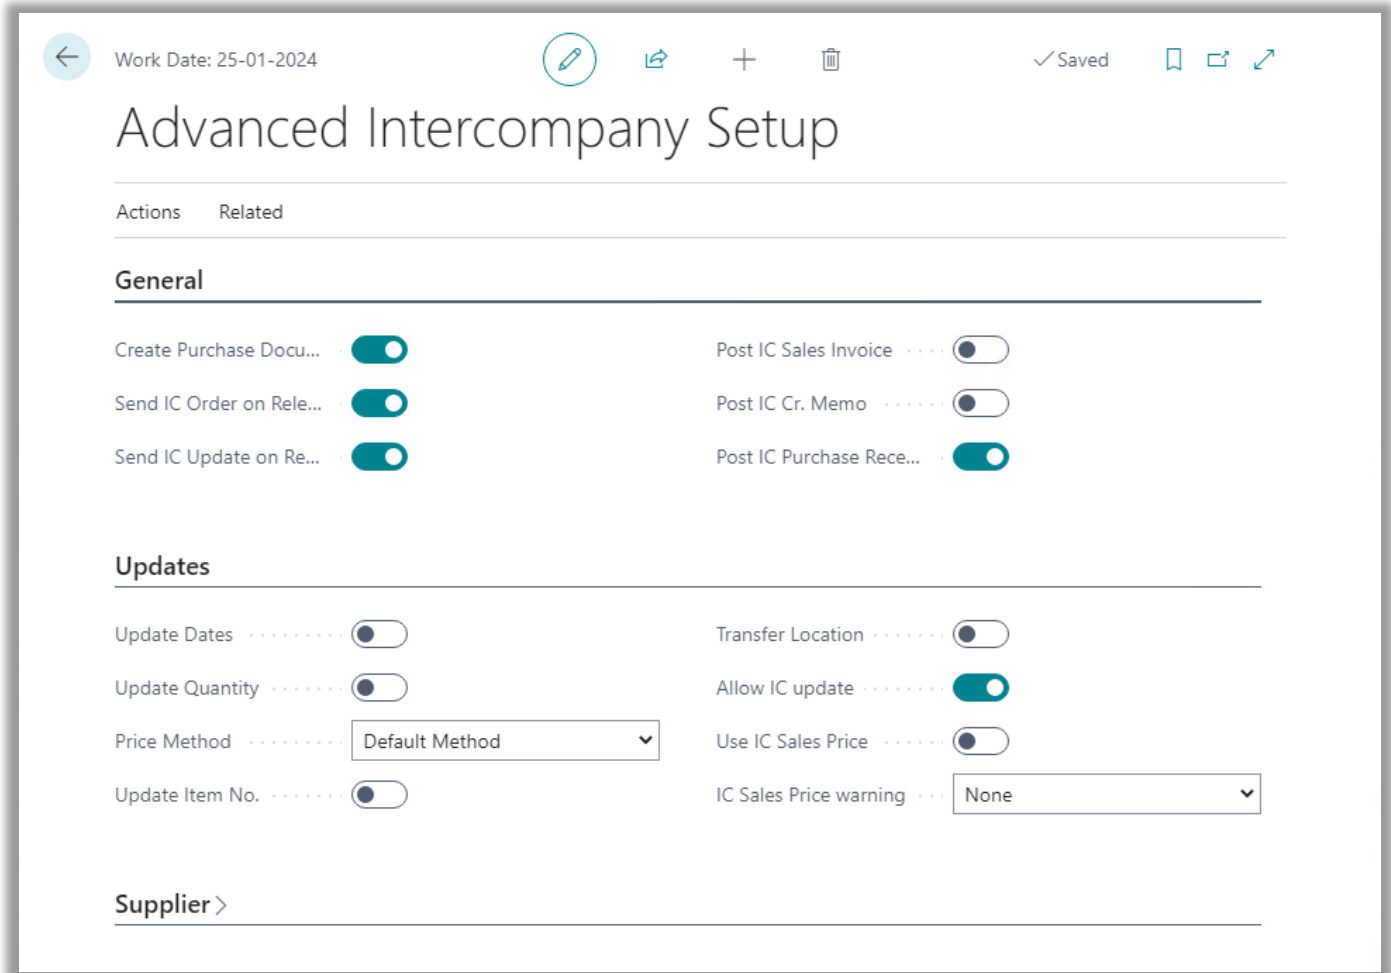 Work Date: 25-01-2024
Saved
Advanced Intercompany Setup
Actions Related
General
Create Purchase Docu...
Post IC Sales Invoice
Send IC Order on Rele...
Post IC Cr. Memo
Send IC Update on Re...
Post IC Purchase Rece...
Updates
Update Dates
Transfer Location
Update Quantity
Allow IC update
Price Method Default Method
Use IC Sales Price
Update Item No.
IC Sales Price warning None
Supplier